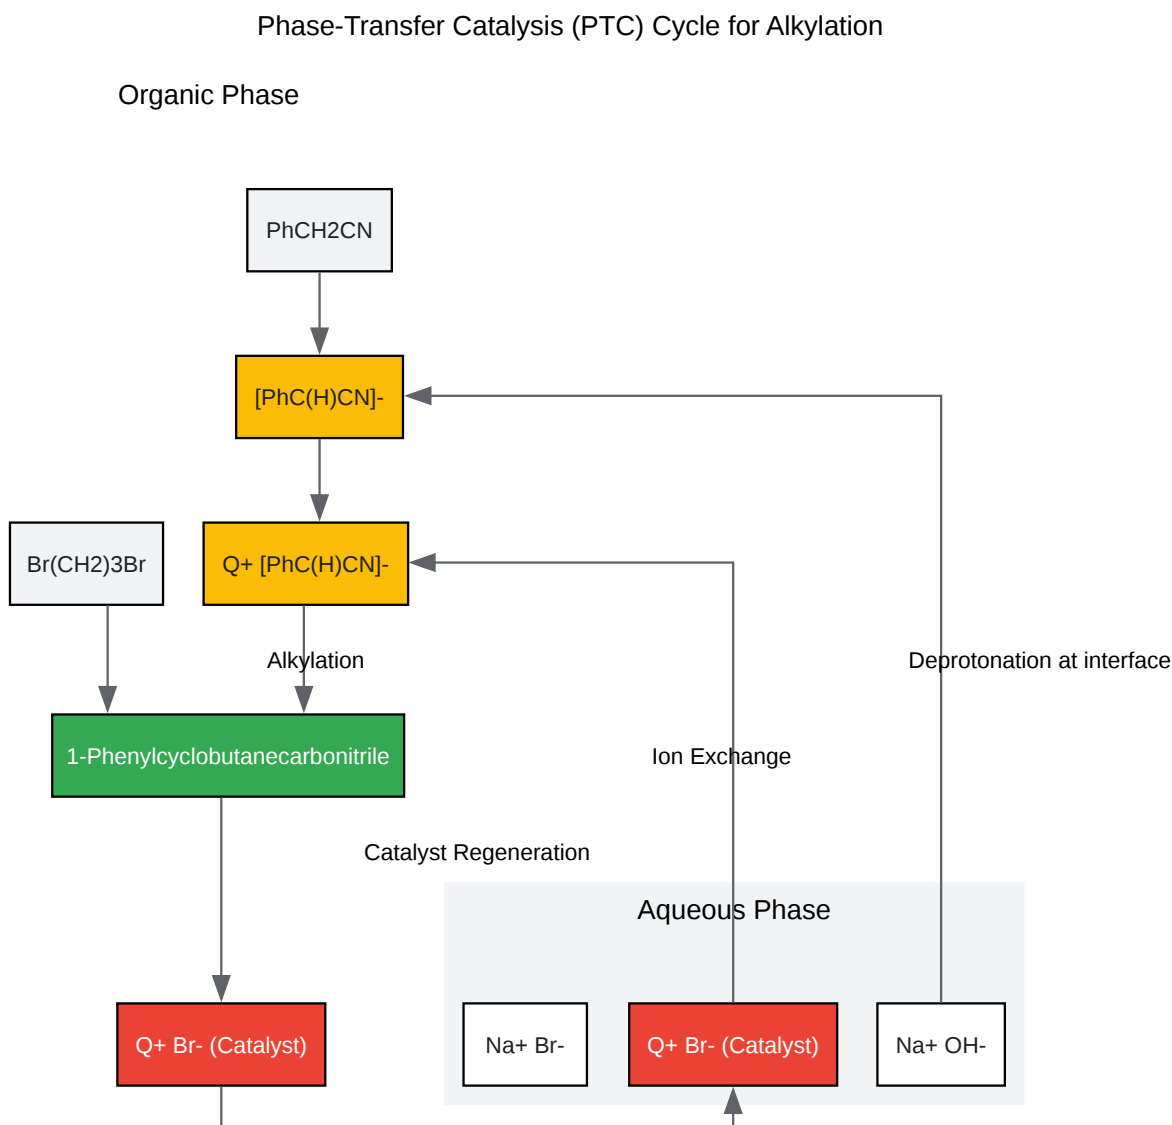 Phase-Transfer Catalysis (PTC) Cycle for Alkylation
Organic Phase
PhCH2CN
[PhC(H)CN]-
Br(CH2)3Br
Q+ [PhC(H)CN]-
Alkylation
Deprotonation at interface
1-Phenylcyclobutanecarbonitrile
Ion Exchange
Catalyst Regeneration
Aqueous Phase
Q+ Br- (Catalyst)
Na+ Br-
Q+ Br- (Catalyst)
Na+ OH-